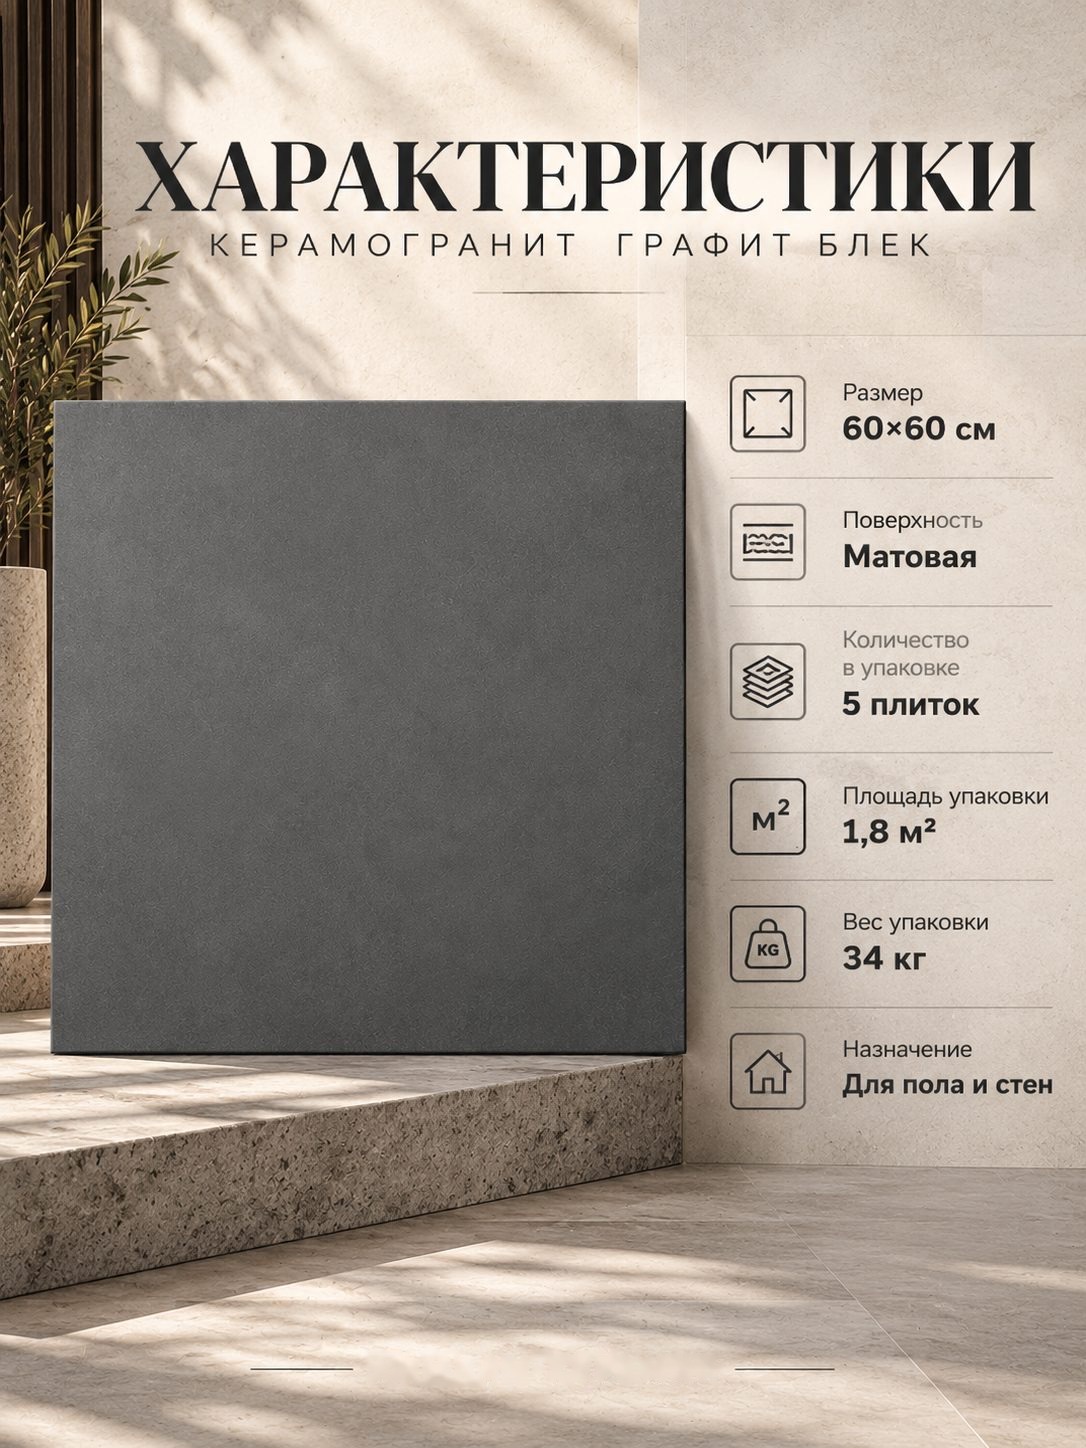 ХАРАКТЕРИСТИКИ
КЕРАМОГРАНИТ ГРАФИТ БЛЕК
Размер
60×60 см
Поверхность
Матовая
Количество
в упаковке
5 плиток
м²
Площадь упаковки
1,8 м²
KG
Вес упаковки
34 кг
Назначение
Для пола и стен